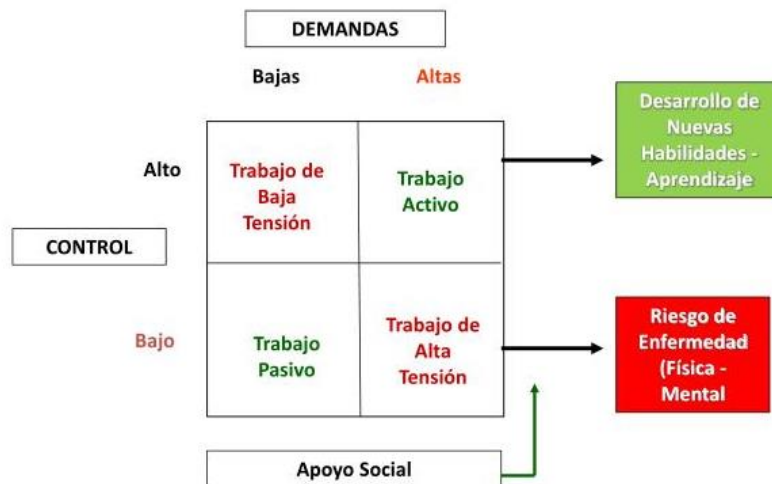 DEMANDAS
Bajas
Altas
Alto
CONTROL
Bajo
Trabajo de
Baja
Tensión
Trabajo
Activo
Trabajo
Pasivo
Trabajo de
Alta
Tensión
Desarrollo de
Nuevas
Habilidades -
Aprendizaje
Riesgo de
Enfermedad
(Física -
Mental
Apoyo Social